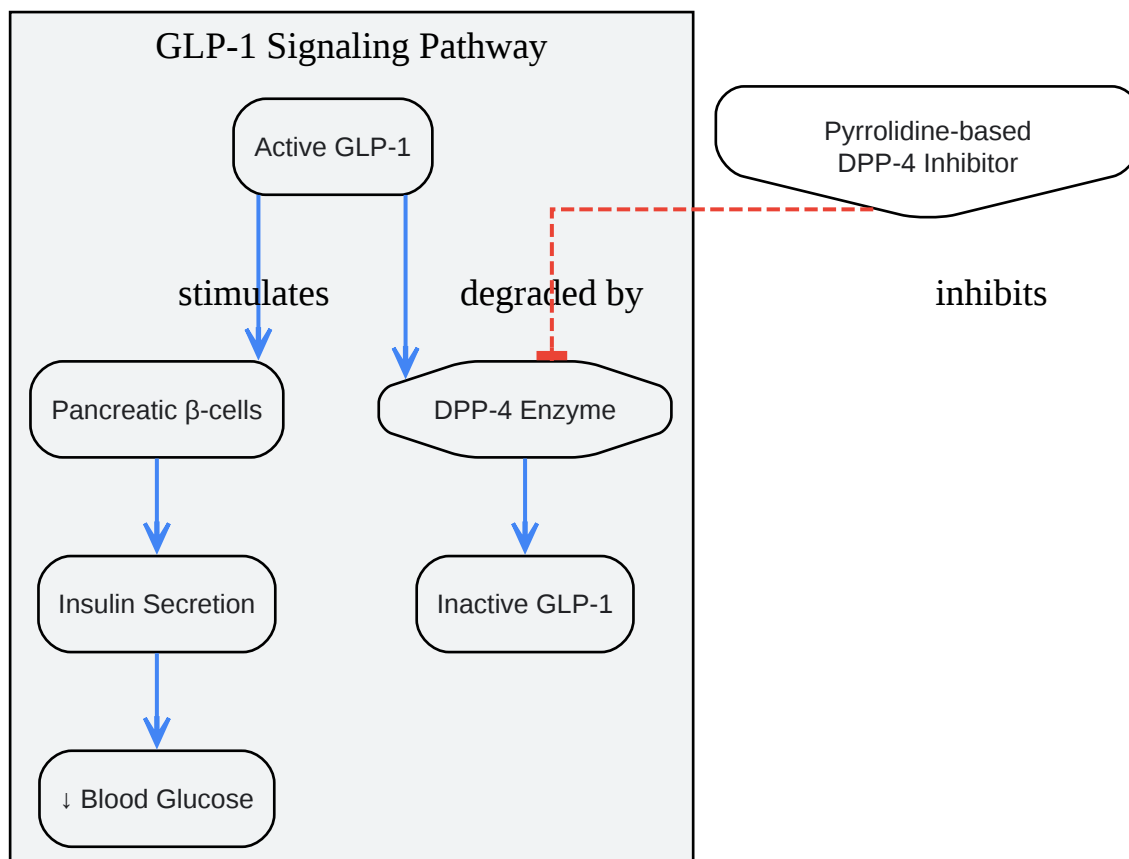 GLP-1 Signaling Pathway
Active GLP-1
Pyrrolidine-based
DPP-4 Inhibitor
stimulates
degraded by
inhibits
Pancreatic β-cells
DPP-4 Enzyme
Insulin Secretion
Inactive GLP-1
↓ Blood Glucose